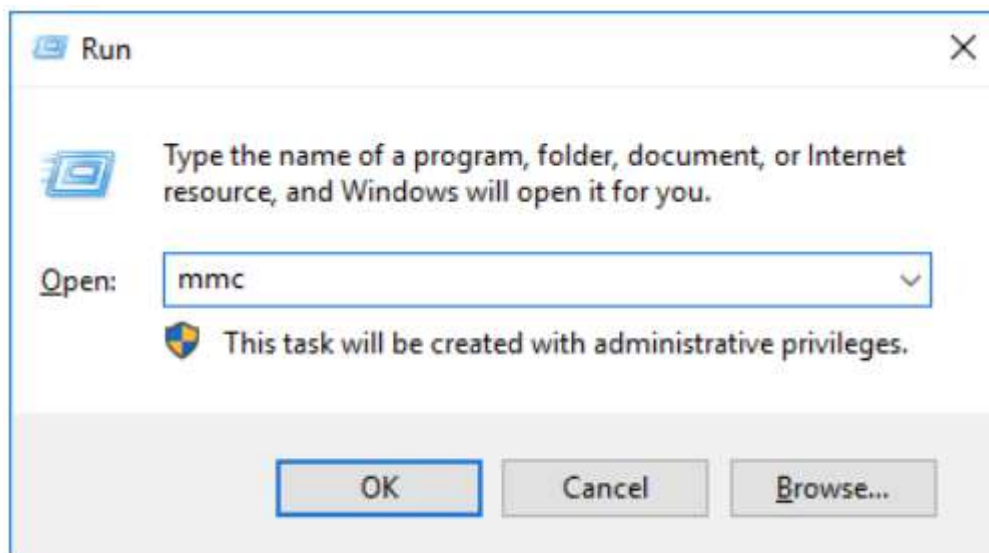 Run
Type the name of a program, folder, document, or Internet
resource, and Windows will open it for you.
Open: mmc
This task will be created with administrative privileges.
OK Cancel Browse...